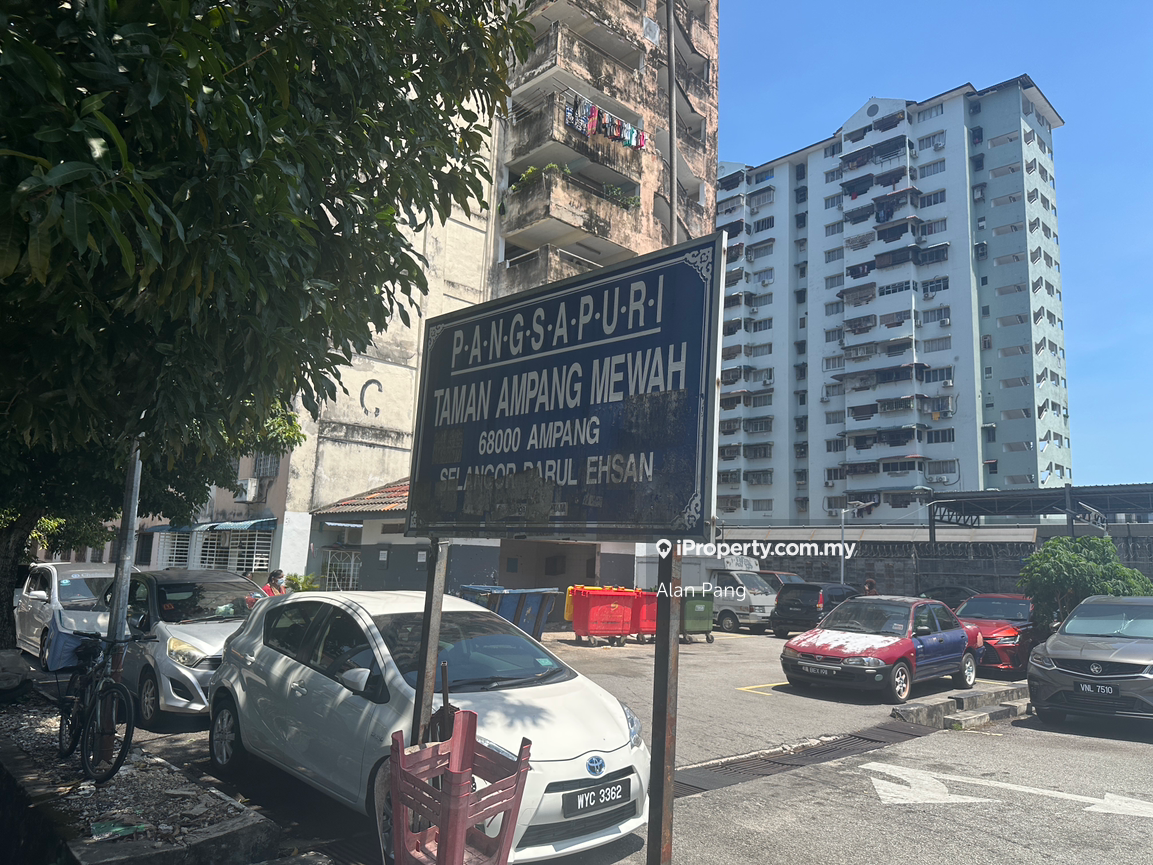 P·A·N·G·S·A·P·U·R·I
TAMAN AMPANG MEWAH
68000 AMPANG
SELANGOR DARUL EHSAN
C
iProperty.com.my
Alan Pang
WYC 3362
VNL 7510